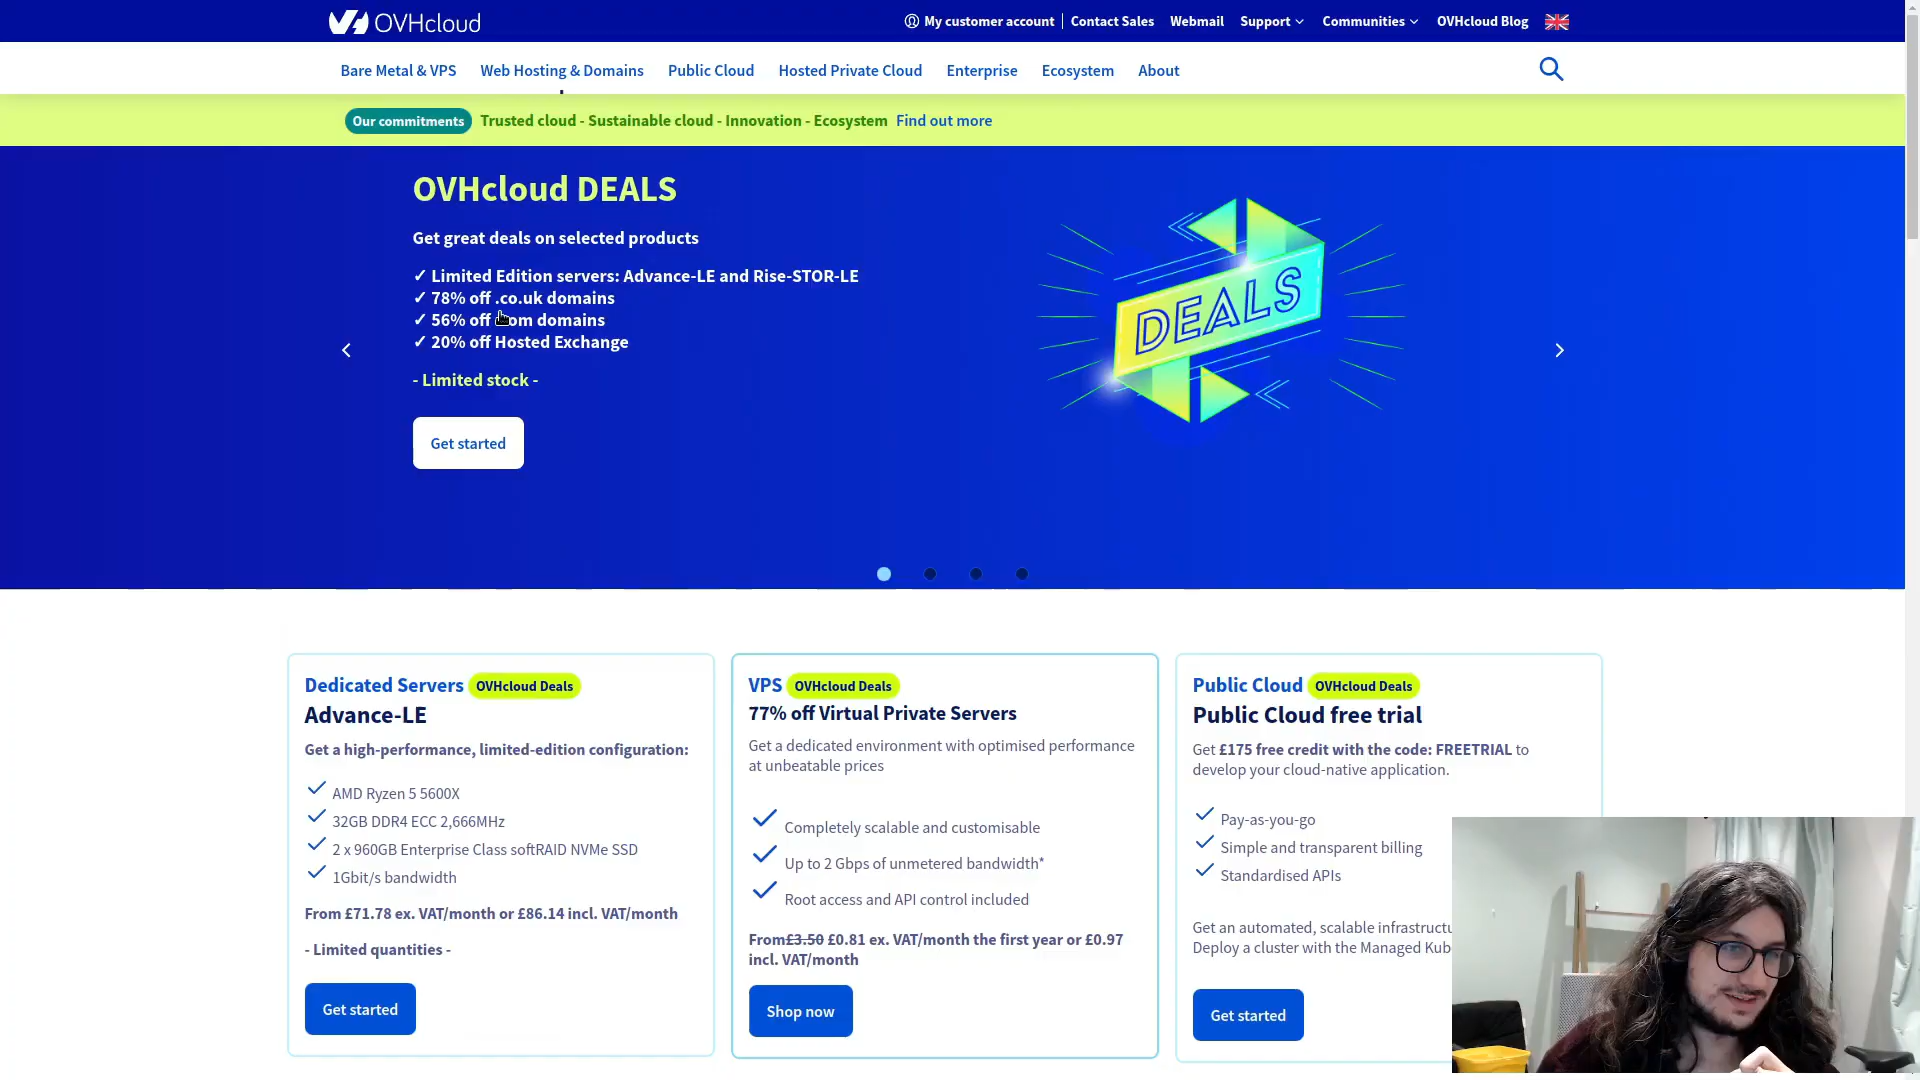 OVHcloud
My customer account
Contact Sales
Webmail
Support
Communities
OVHcloud Blog
Bare Metal & VPS
Web Hosting & Domains
Public Cloud
Hosted Private Cloud
Enterprise
Ecosystem
About
Our commitments
Trusted cloud - Sustainable cloud - Innovation - Ecosystem Find out more
OVHcloud DEALS
Get great deals on selected products
✓ Limited Edition servers: Advance-LE and Rise-STOR-LE
✓ 78% off .co.uk domains
✓ 56% off om domains
✓ 20% off Hosted Exchange
- Limited stock -
Get started
DEALS
Dedicated Servers OVHcloud Deals
Advance-LE
Get a high-performance, limited-edition configuration:
AMD Ryzen 5 5600X
32GB DDR4 ECC 2,666MHz
2 x 960GB Enterprise Class softRAID NVMe SSD
1Gbit/s bandwidth
From £71.78 ex. VAT/month or £86.14 incl. VAT/month
- Limited quantities -
Get started
VPS OVHcloud Deals
77% off Virtual Private Servers
Get a dedicated environment with optimised performance
at unbeatable prices
Completely scalable and customisable
Up to 2 Gbps of unmetered bandwidth*
Root access and API control included
From£3.50 £0.81 ex. VAT/month the first year or £0.97
incl. VAT/month
Shop now
Public Cloud OVHcloud Deals
Public Cloud free trial
Get £175 free credit with the code: FREETRIAL to
develop your cloud-native application.
Pay-as-you-go
Simple and transparent billing
Standardised APIs
Get an automated, scalable infrastructu
Deploy a cluster with the Managed Kub
Get started